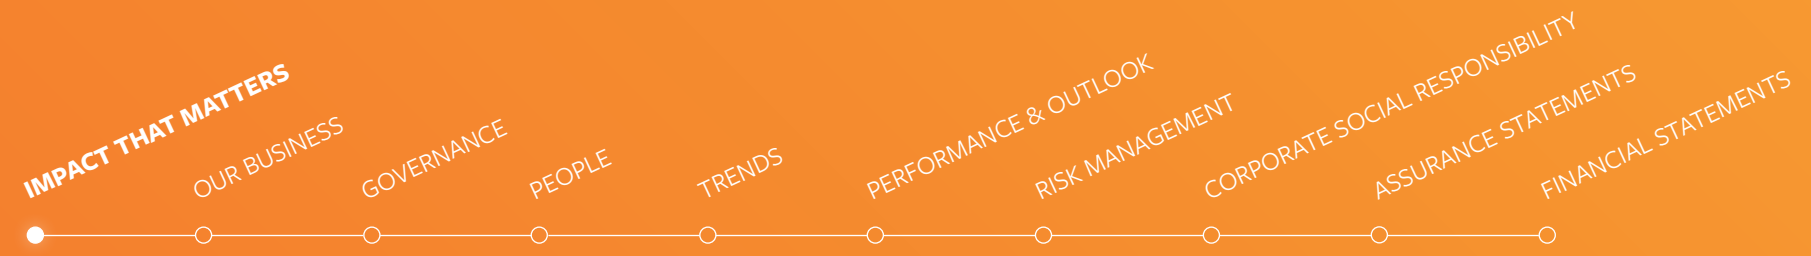 IMPACT THAT MATTERS
OUR BUSINESS
GOVERNANCE
PEOPLE
TRENDS
PERFORMANCE & OUTLOOK
RISK MANAGEMENT
CORPORATE SOCIAL RESPONSIBILITY
ASSURANCE STATEMENTS
FINANCIAL STATEMENTS